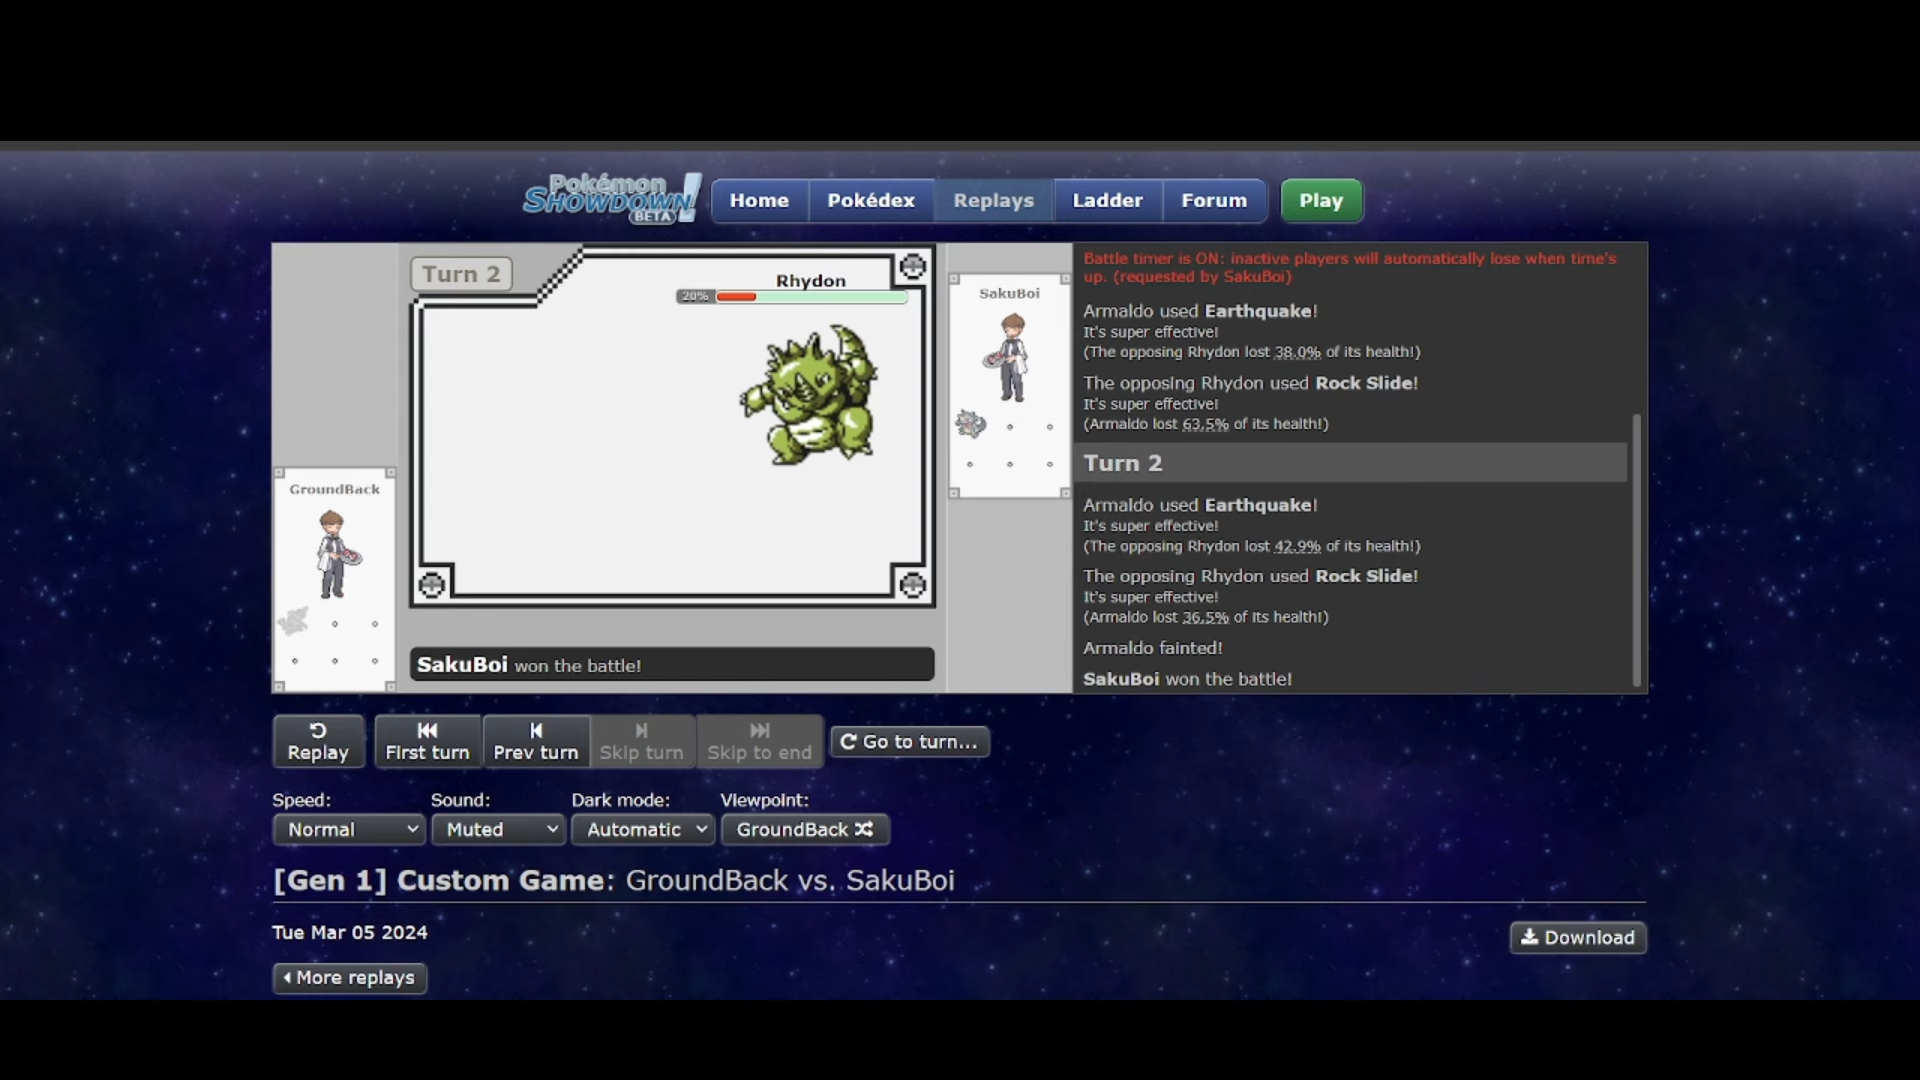 Pokémon
SHOWDOWN!
BETA
Home
Pokédex
Replays
Ladder
Forum
Play
Turn 2
Rhydon
20%
GroundBack
SakuBoi
SakuBoi won the battle!
Battle timer is ON: inactive players will automatically lose when time's
up. (requested by SakuBoi)
Armaldo used Earthquake!
It's super effective!
(The opposing Rhydon lost 38.0% of its health!)
The opposing Rhydon used Rock Slide!
It's super effective!
(Armaldo lost 63.5% of its health!)
Turn 2
Armaldo used Earthquake!
It's super effective!
(The opposing Rhydon lost 42.9% of its health!)
The opposing Rhydon used Rock Slide!
It's super effective!
(Armaldo lost 36.5% of its health!)
Armaldo fainted!
SakuBoi won the battle!
Replay
First turn
Prev turn
Skip turn
Skip to end
Go to turn...
Speed:
Normal
Sound:
Muted
Dark mode:
Automatic
Viewpoint:
GroundBack
[Gen 1] Custom Game: GroundBack vs. SakuBoi
Tue Mar 05 2024
Download
More replays